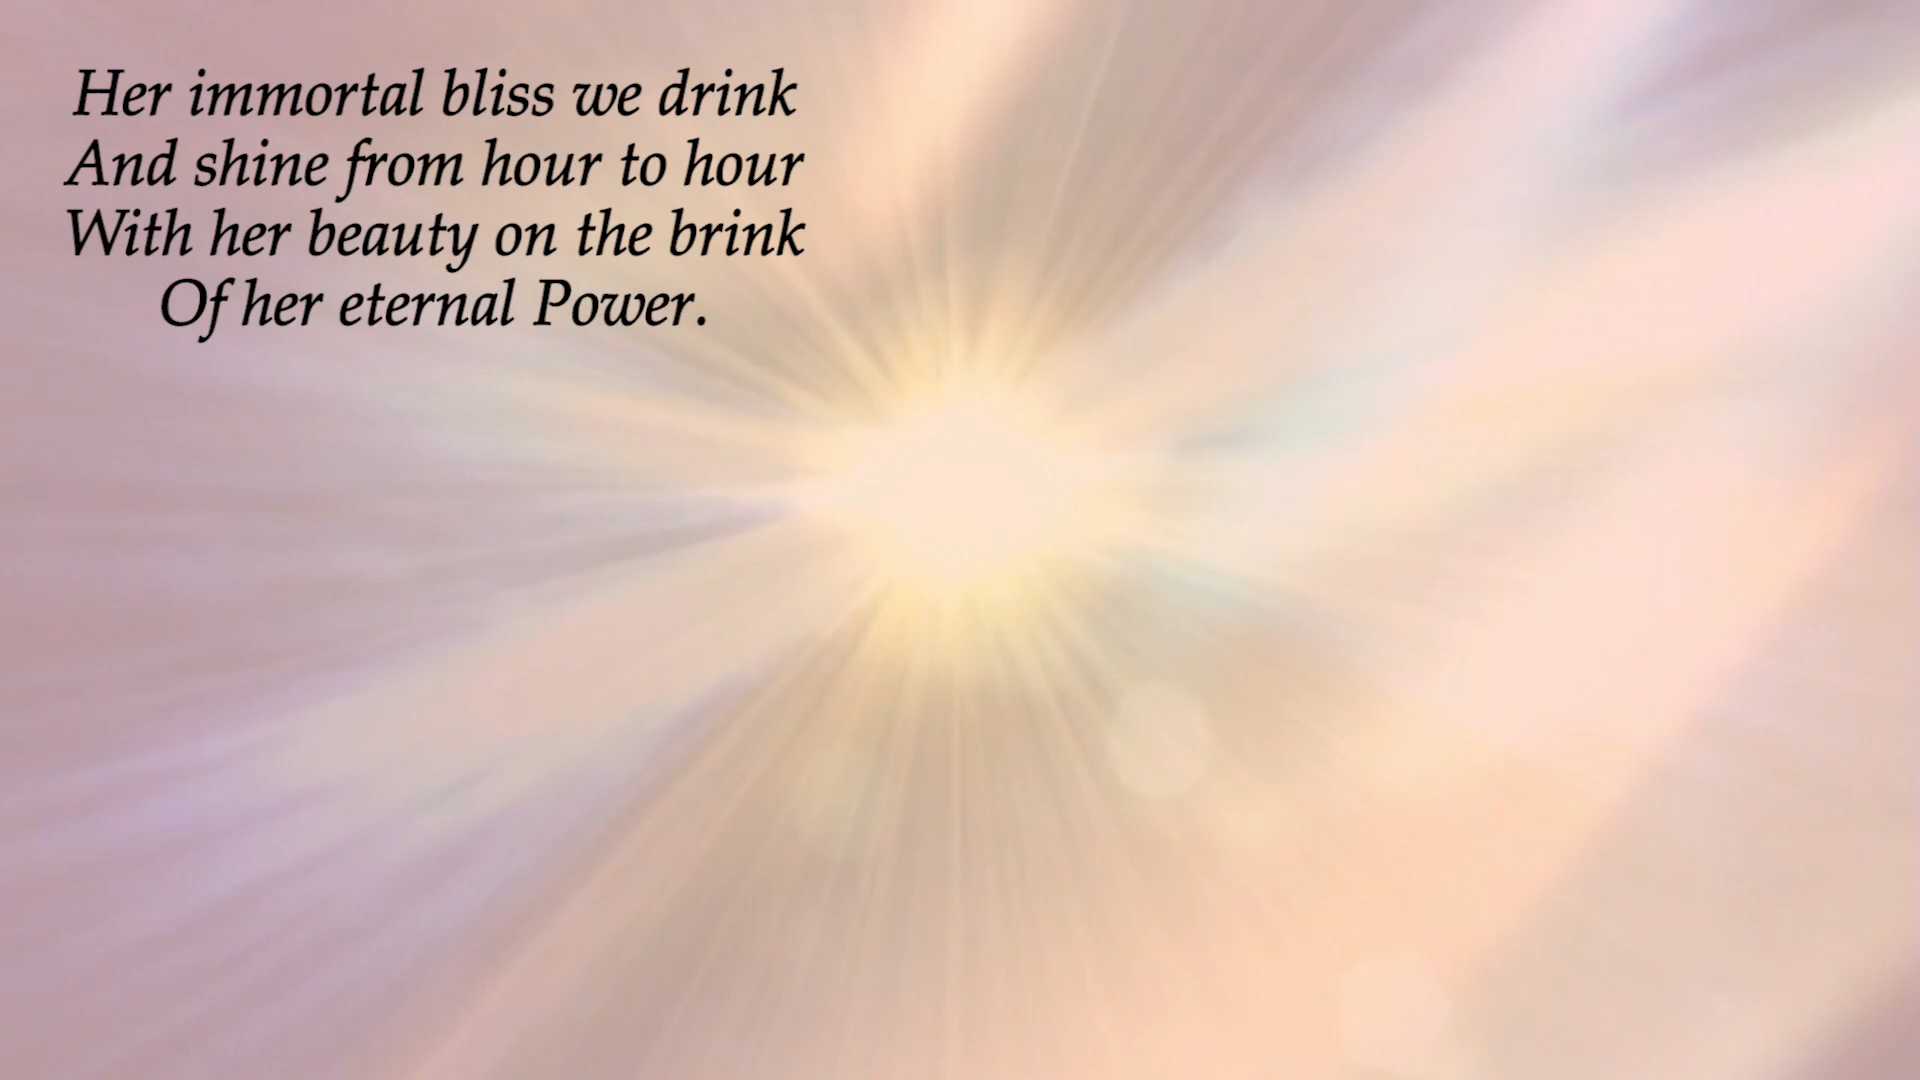 Her immortal bliss we drink
And shine from hour to hour
With her beauty on the brink
Of her eternal Power.